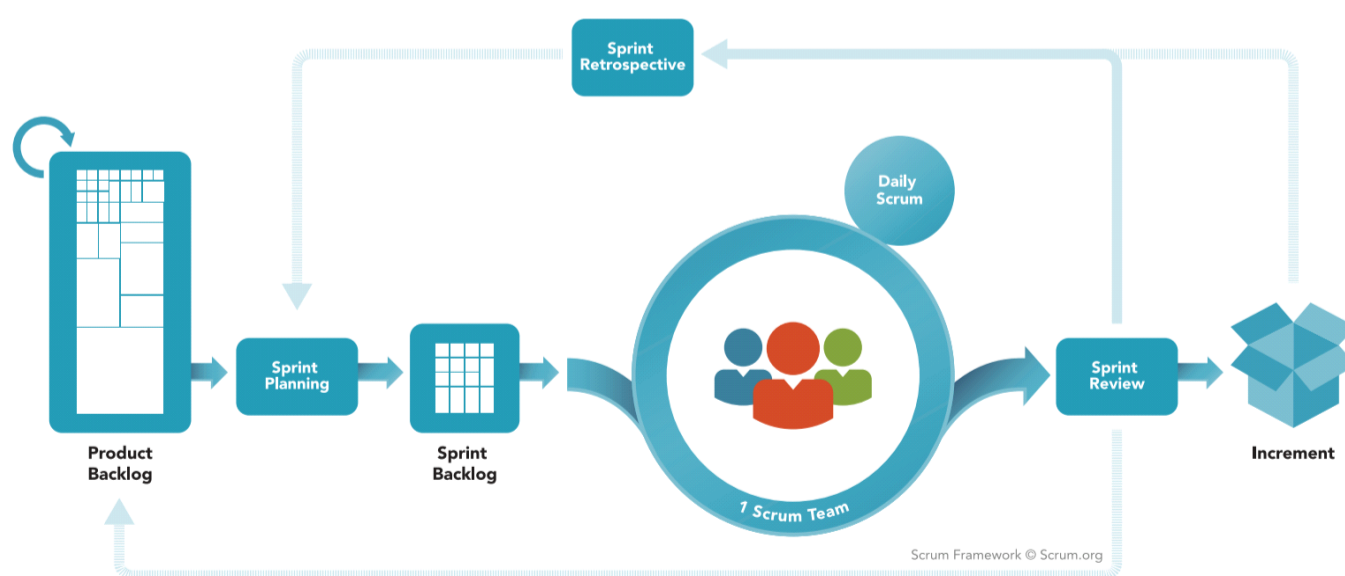 Sprint
Retrospective
Daily
Scrum
Sprint
Planning
Sprint
Review
Product
Backlog
Sprint
Backlog
Increment
1 Scrum Team
Scrum Framework © Scrum.org